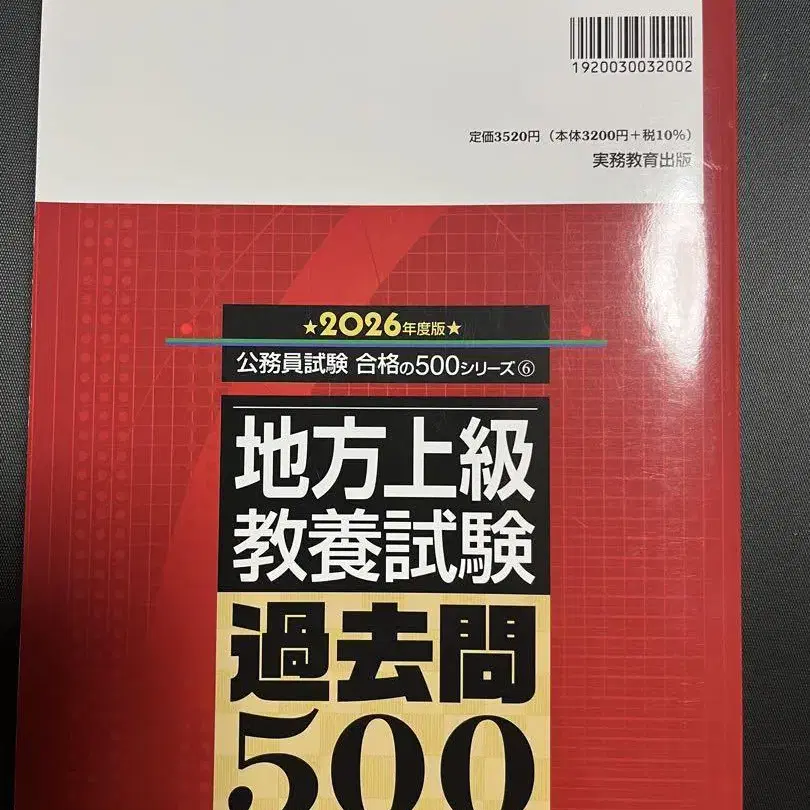 1920030032002
定価3520円（本体3200円＋税10％）
実務教育出版
★2026年度版★
公務員試験 合格の500シリーズ⑥
地方上級
教養試験
過去問
500